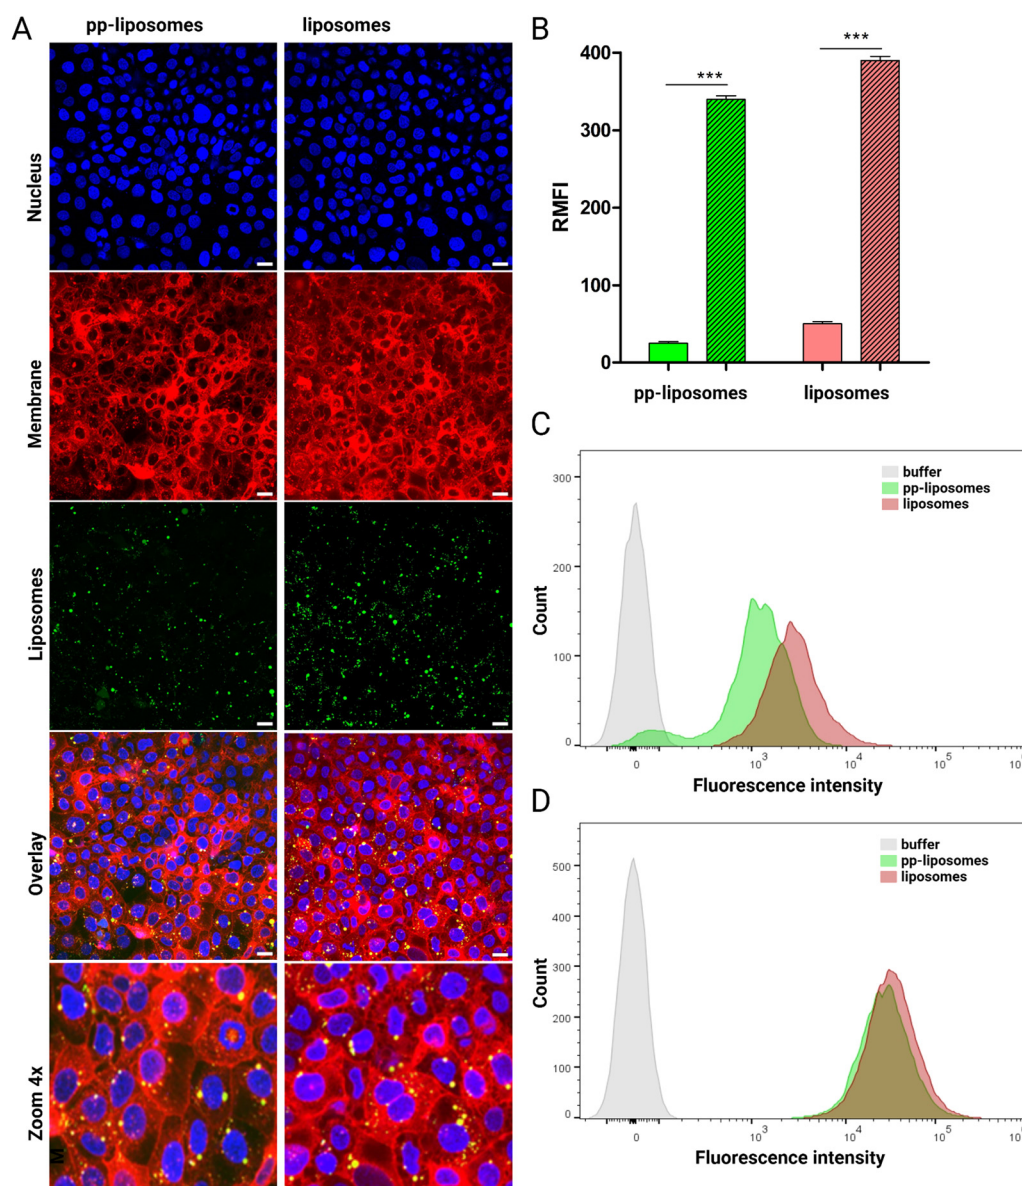 A
pp-liposomes
liposomes
Nucleus
Membrane
Liposomes
Overlay
Zoom 4x
M
B
400
300
200
100
0
RMFI
***
***
pp-liposomes
liposomes
C
300
200
100
0
Count
buffer
pp-liposomes
liposomes
0
10³
10⁴
10⁵
Fluorescence intensity
D
500
400
300
200
100
0
Count
buffer
pp-liposomes
liposomes
0
10³
10⁴
10⁵
Fluorescence intensity